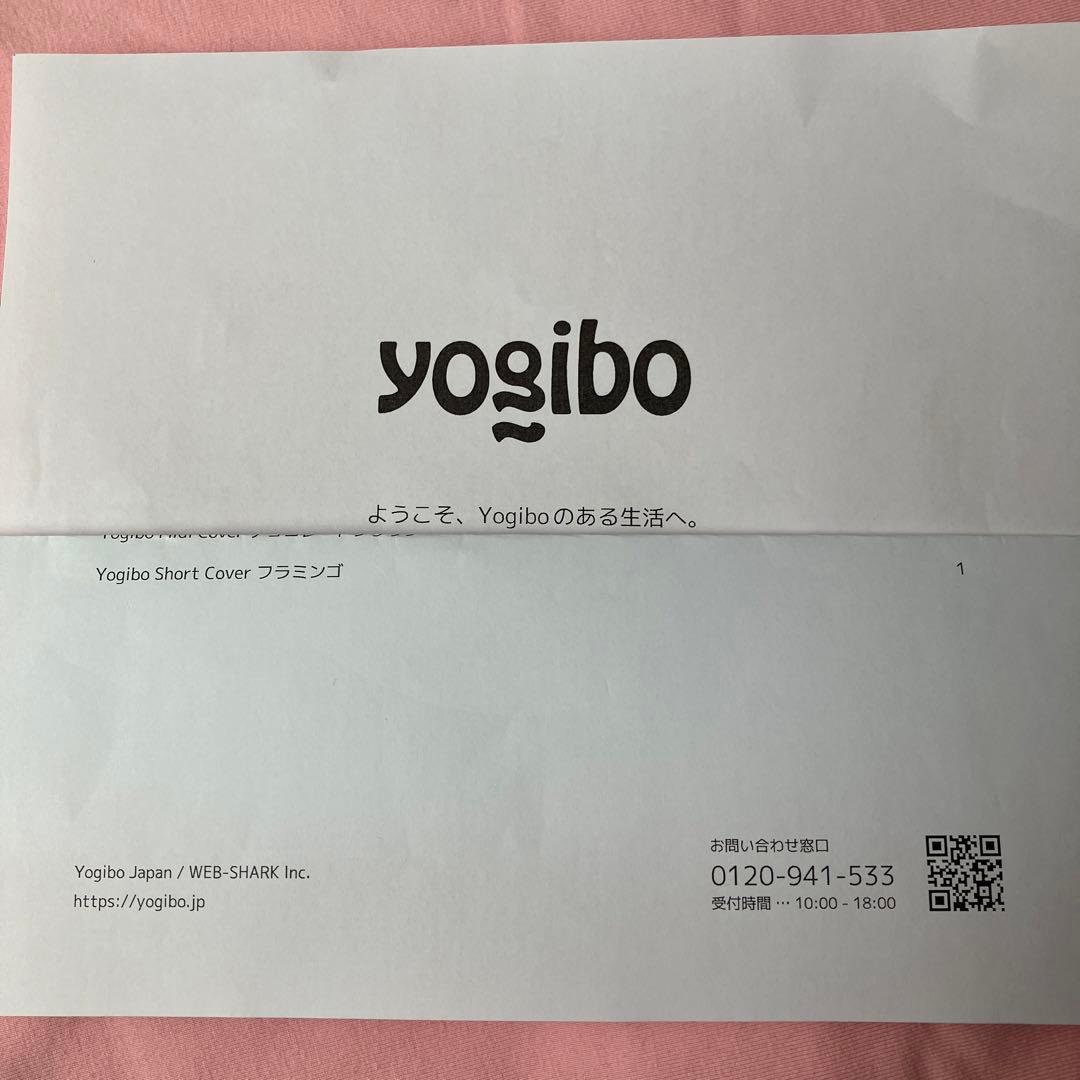 yogibo
ようこそ、Yogiboのある生活へ。
Yogibo Cover
Yogibo Short Cover フラミンゴ 1
Yogibo Japan / WEB-SHARK Inc.
https://yogibo.jp
お問い合わせ窓口
0120-941-533
受付時間 … 10:00 - 18:00